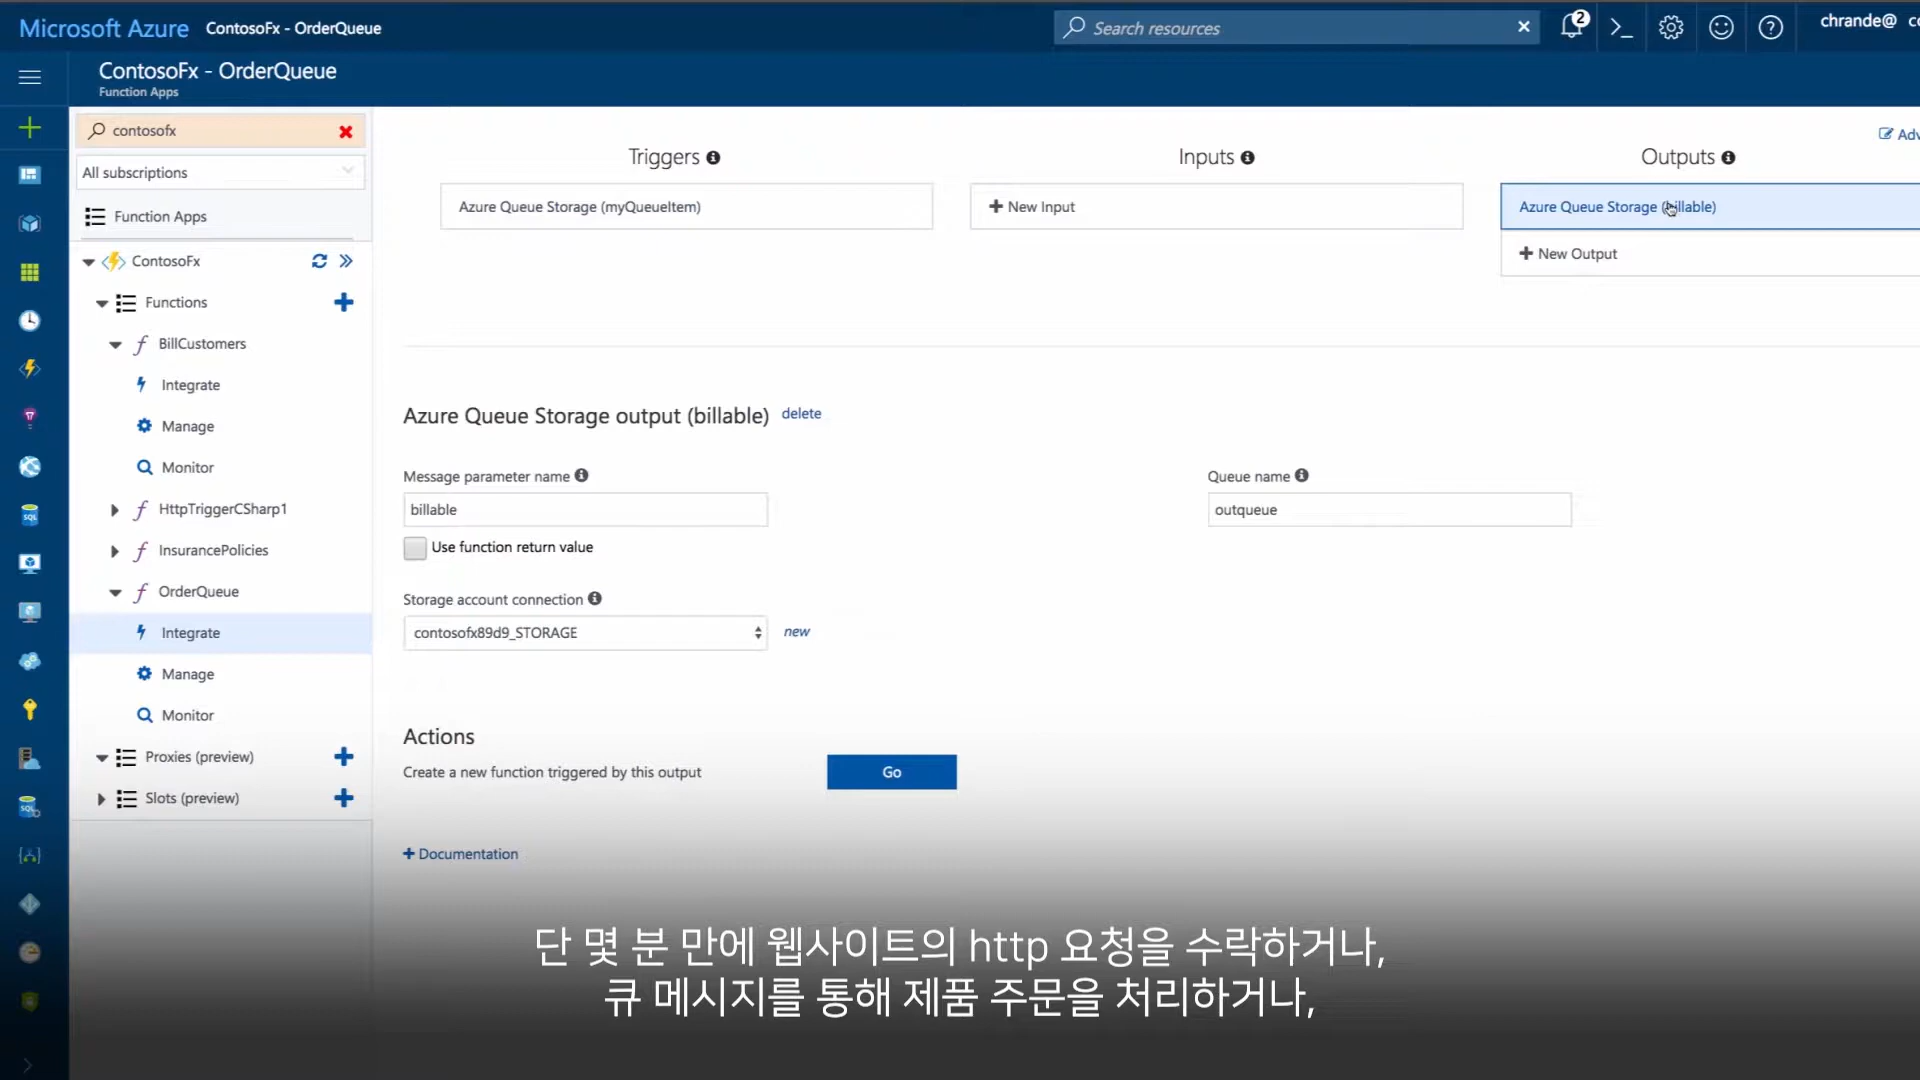 Microsoft Azure ContosoFx - OrderQueue
Search resources
2
chrande@
ContosoFx - OrderQueue
Function Apps
contosofx
All subscriptions
Function Apps
ContosoFx
Functions
BillCustomers
Integrate
Manage
Monitor
HttpTriggerCSharp1
InsurancePolicies
OrderQueue
Integrate
Manage
Monitor
Proxies (preview)
Slots (preview)
Triggers
Azure Queue Storage (myQueueItem)
Inputs
New Input
Adv
Outputs
Azure Queue Storage (billable)
New Output
Azure Queue Storage output (billable) delete
Message parameter name
billable
Use function return value
Queue name
outqueue
Storage account connection
contosofx89d9_STORAGE
new
Actions
Create a new function triggered by this output
Go
Documentation
단 몇 분 만에 웹사이트의 http 요청을 수락하거나,
큐 메시지를 통해 제품 주문을 처리하거나,